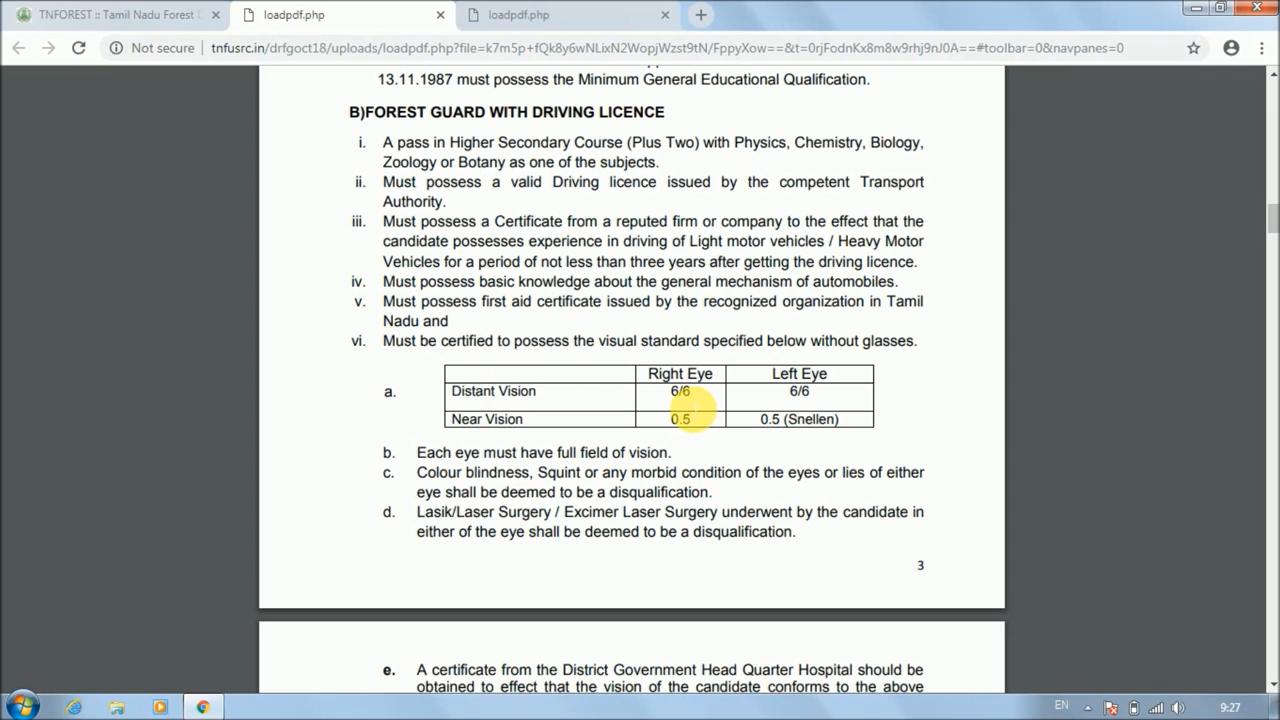 TNFOREST :: Tamil Nadu Forest
loadpdf.php
loadpdf.php
Not secure
tnfusrc.in/drfgoct18/uploads/loadpdf.php?file=k7m5p+fQk8y6wNLixN2WopjWzst9tN/FppyXow==&t=0rjFodnKx8m8w9rhj9nJ0A==#toolbar=0&navpanes=0
13.11.1987 must possess the Minimum General Educational Qualification.
B)FOREST GUARD WITH DRIVING LICENCE
i. A pass in Higher Secondary Course (Plus Two) with Physics, Chemistry, Biology,
Zoology or Botany as one of the subjects.
ii. Must possess a valid Driving licence issued by the competent Transport
Authority.
iii. Must possess a Certificate from a reputed firm or company to the effect that the
candidate possesses experience in driving of Light motor vehicles / Heavy Motor
Vehicles for a period of not less than three years after getting the driving licence.
iv. Must possess basic knowledge about the general mechanism of automobiles.
v. Must possess first aid certificate issued by the recognized organization in Tamil
Nadu and
vi. Must be certified to possess the visual standard specified below without glasses.
Right Eye Left Eye
a. Distant Vision 6/6 6/6
Near Vision 0.5 0.5 (Snellen)
b. Each eye must have full field of vision.
c. Colour blindness, Squint or any morbid condition of the eyes or lies of either
eye shall be deemed to be a disqualification.
d. Lasik/Laser Surgery / Excimer Laser Surgery underwent by the candidate in
either of the eye shall be deemed to be a disqualification.
3
e. A certificate from the District Government Head Quarter Hospital should be
obtained to effect that the vision of the candidate conforms to the above
EN
9:27